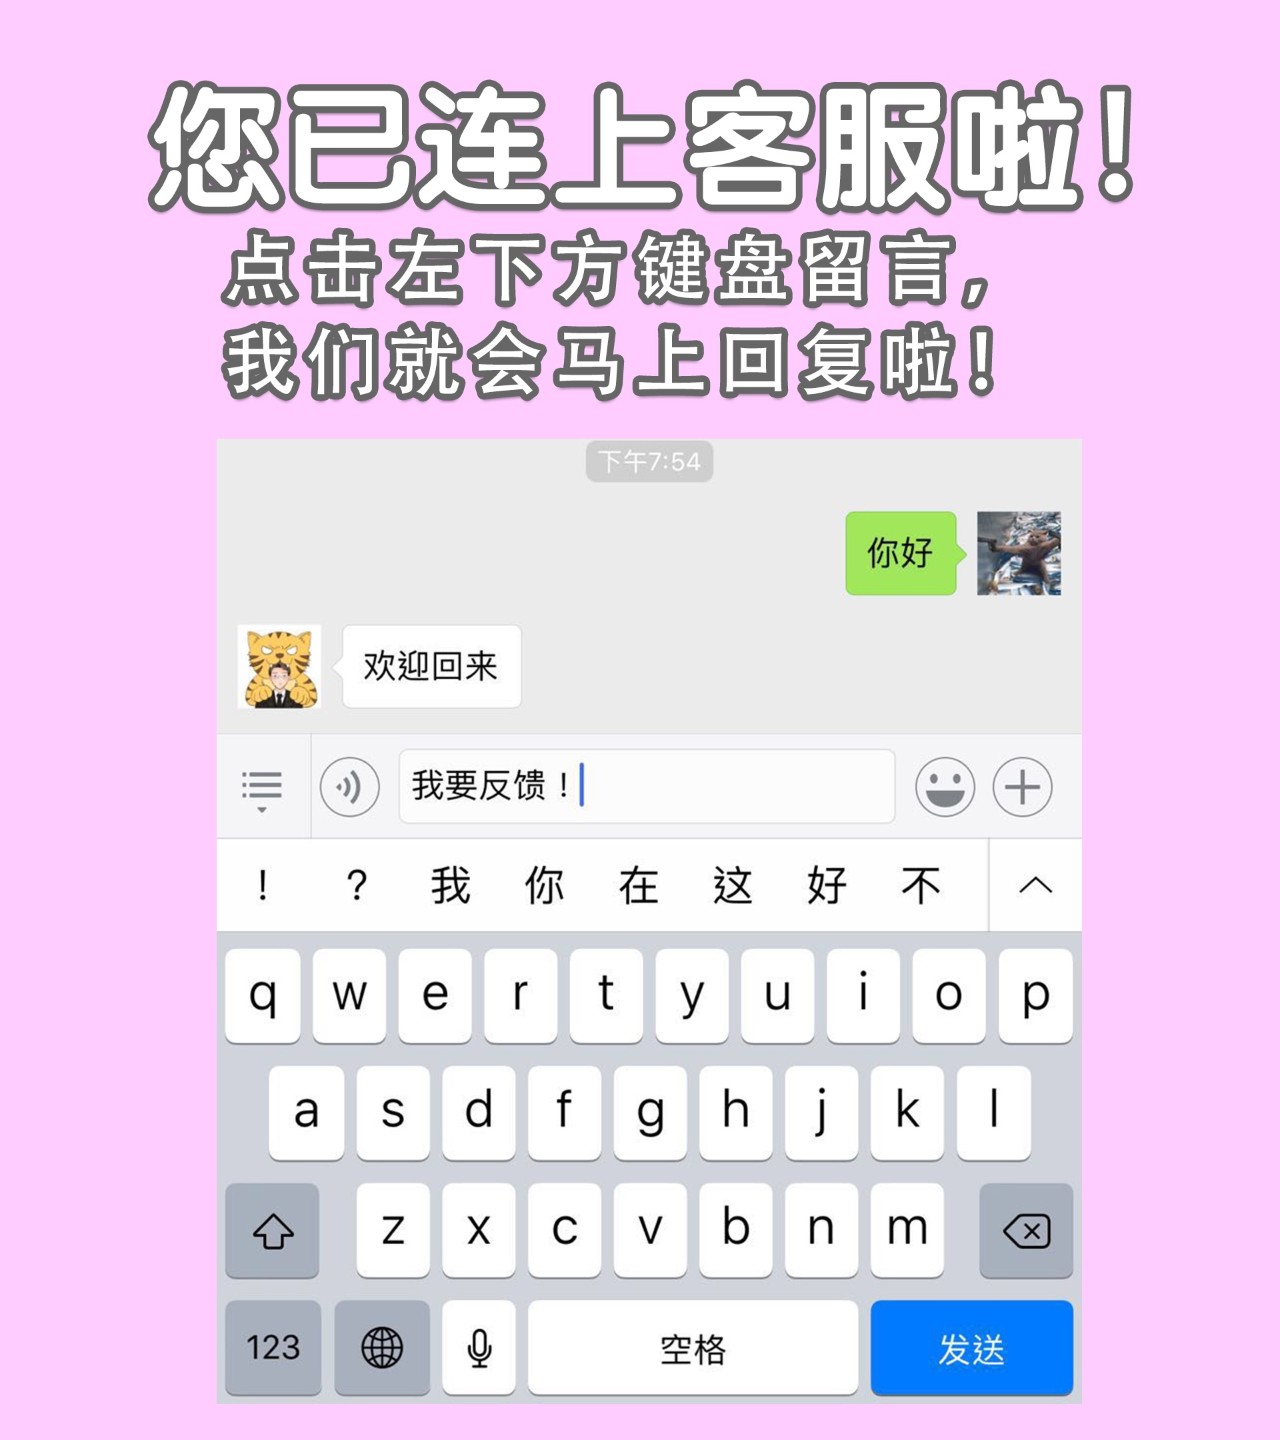 您已连上客服啦！
点击左下方键盘留言，
我们就会马上回复啦！
下午7:54
你好
欢迎回来
我要反馈！
！ ？ 我 你 在 这 好 不
q w e r t y u i o p
a s d f g h j k l
z x c v b n m
123 空格 发送